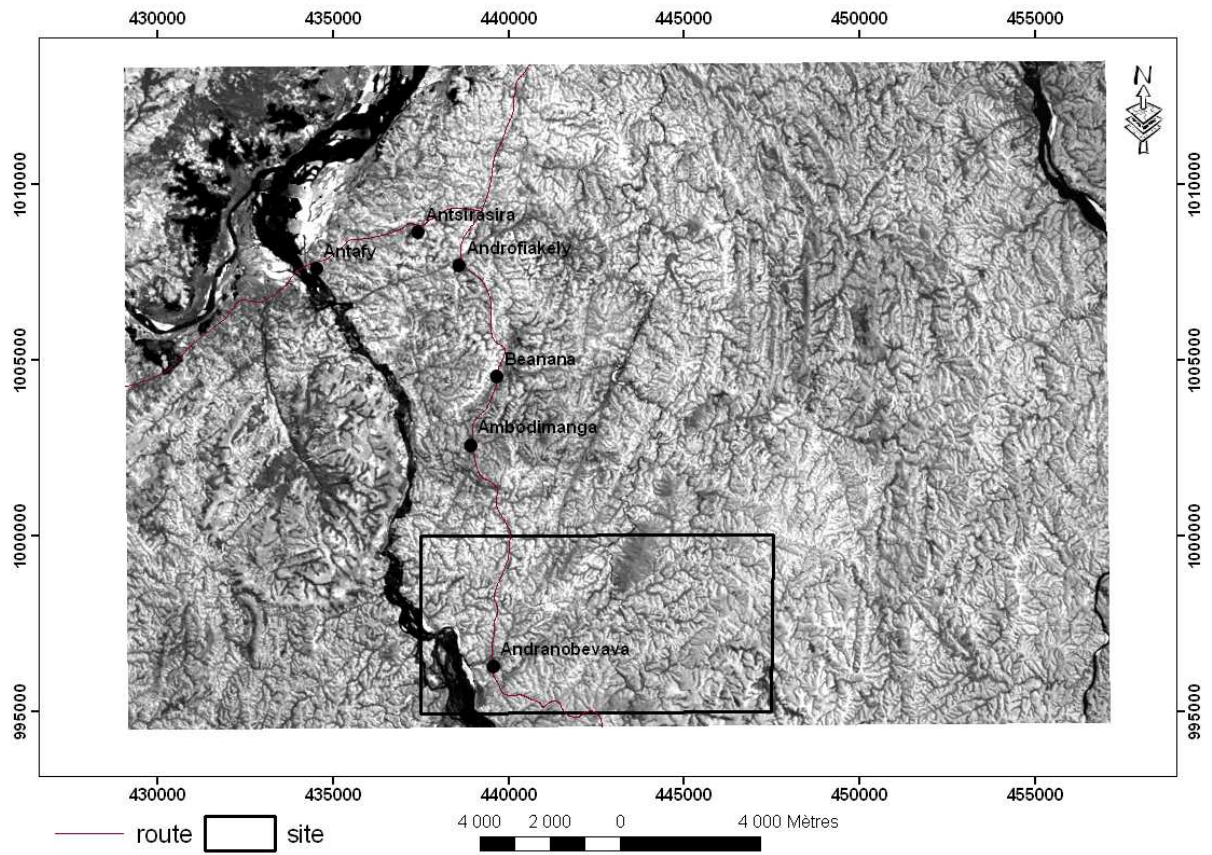 430000 435000 440000 445000 450000 455000
N
1010000 1010000
Antsirasira
Antafy
Androfiakely
1005000 1005000
Beanana
Ambodimanga
1000000 1000000
Andranobevava
995000 995000
430000 435000 440000 445000 450000 455000
route site 4 000 2 000 0 4 000 Mètres